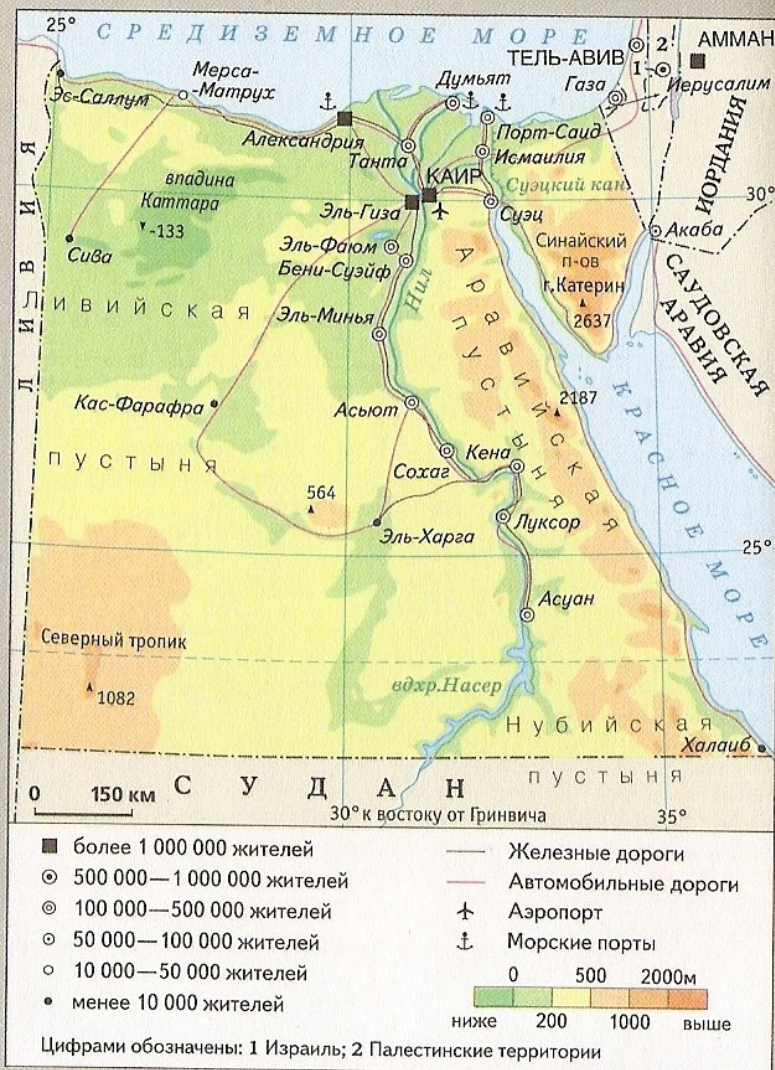 25°
СРЕДИЗЕМНОЕ МОРЕ
2
АММАН
ТЕЛЬ-АВИВ
1
Иерусалим
Газа
Эс-Саллум
Мерса-
-Матрух
Думьят
Александрия
Порт-Саид
Танта
Исмаилия
КАИР
Суэцкий кан.
ИОРДАНИЯ
30°
впадина
Каттара
-133
Эль-Гиза
Суэц
Акаба
Сива
Эль-Фаюм
Бени-Суэйф
Синайский
п-ов
г.Катерин
2637
САУДОВСКАЯ
АРАВИЯ
ЛИВИЯ
Ливийская
Нил
Эль-Минья
Аравийская
пустыня
Кас-Фарафра
Асьют
2187
КРАСНОЕ МОРЕ
пустыня
Сохаг
Кена
564
Эль-Харга
Луксор
25°
Асуан
Северный тропик
1082
вдхр.Насер
Нубийская
Халаиб
пустыня
СУДАН
0 150 км
30° к востоку от Гринвича
35°
более 1 000 000 жителей
500 000—1 000 000 жителей
100 000—500 000 жителей
50 000—100 000 жителей
10 000—50 000 жителей
менее 10 000 жителей
Железные дороги
Автомобильные дороги
Аэропорт
Морские порты
0 500 2000м
ниже 200 1000 выше
Цифрами обозначены: 1 Израиль; 2 Палестинские территории